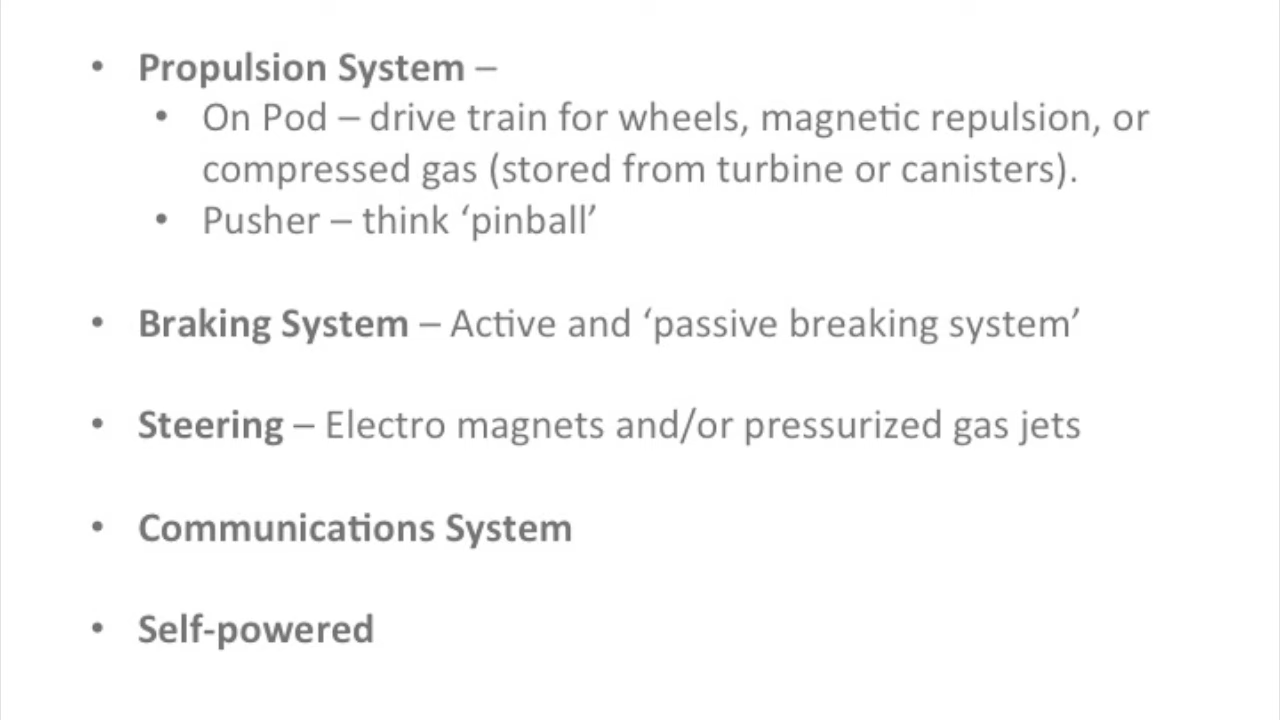 • Propulsion System –
• On Pod – drive train for wheels, magnetic repulsion, or
compressed gas (stored from turbine or canisters).
• Pusher – think ‘pinball’
• Braking System – Active and ‘passive breaking system’
• Steering – Electro magnets and/or pressurized gas jets
• Communications System
• Self-powered